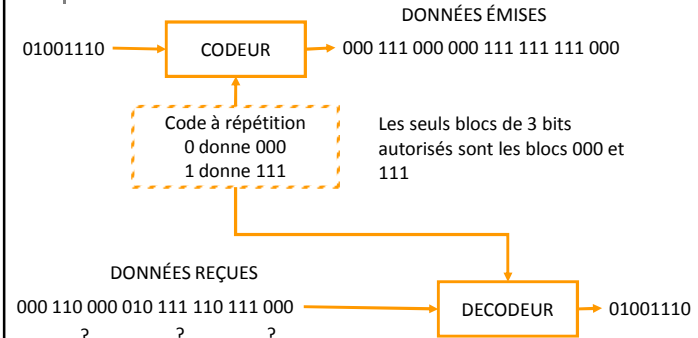 DONNÉES ÉMISES
01001110
CODEUR
000 111 000 000 111 111 111 000
Code à répétition
0 donne 000
1 donne 111
Les seuls blocs de 3 bits
autorisés sont les blocs 000 et
111
DONNÉES REÇUES
000 110 000 010 111 110 111 000
DECODEUR
01001110
? ? ?